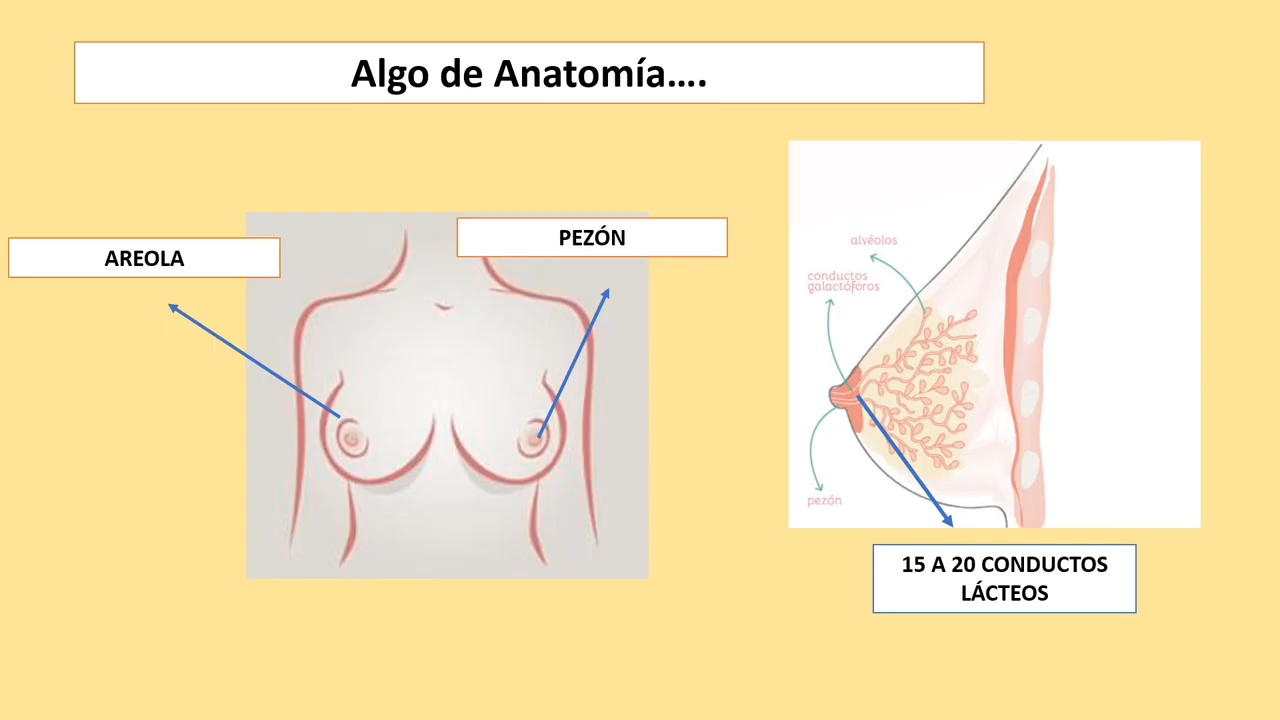 Algo de Anatomía....
AREOLA
PEZÓN
alvéolos
conductos
galactóforos
pezón
15 A 20 CONDUCTOS
LÁCTEOS